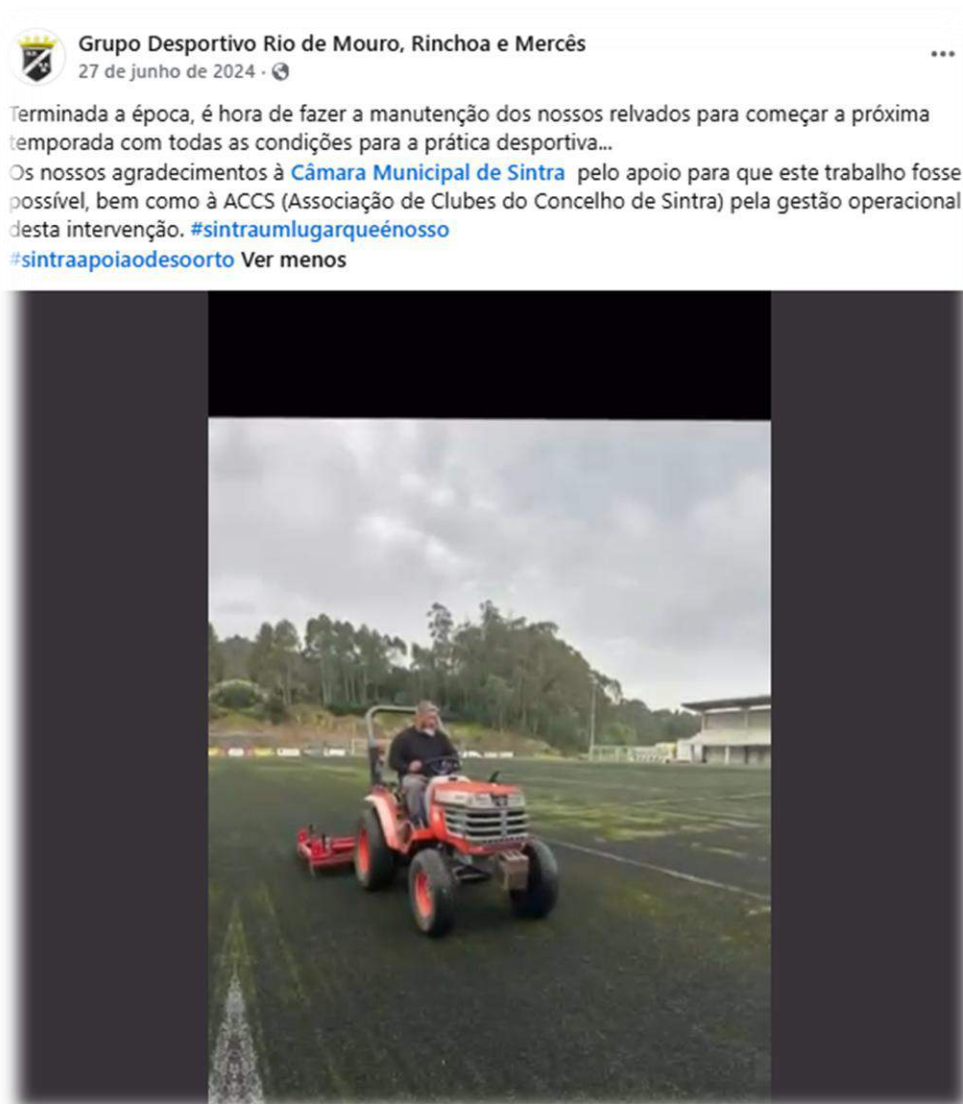 Grupo Desportivo Rio de Mouro, Rinchoa e Mercês
27 de junho de 2024 ·
Terminada a época, é hora de fazer a manutenção dos nossos relvados para começar a próxima
temporada com todas as condições para a prática desportiva...
Os nossos agradecimentos à Câmara Municipal de Sintra pelo apoio para que este trabalho fosse
possível, bem como à ACCS (Associação de Clubes do Concelho de Sintra) pela gestão operacional
desta intervenção. #sintraumlugarqueénosso
#sintraapoiaodesoorto Ver menos